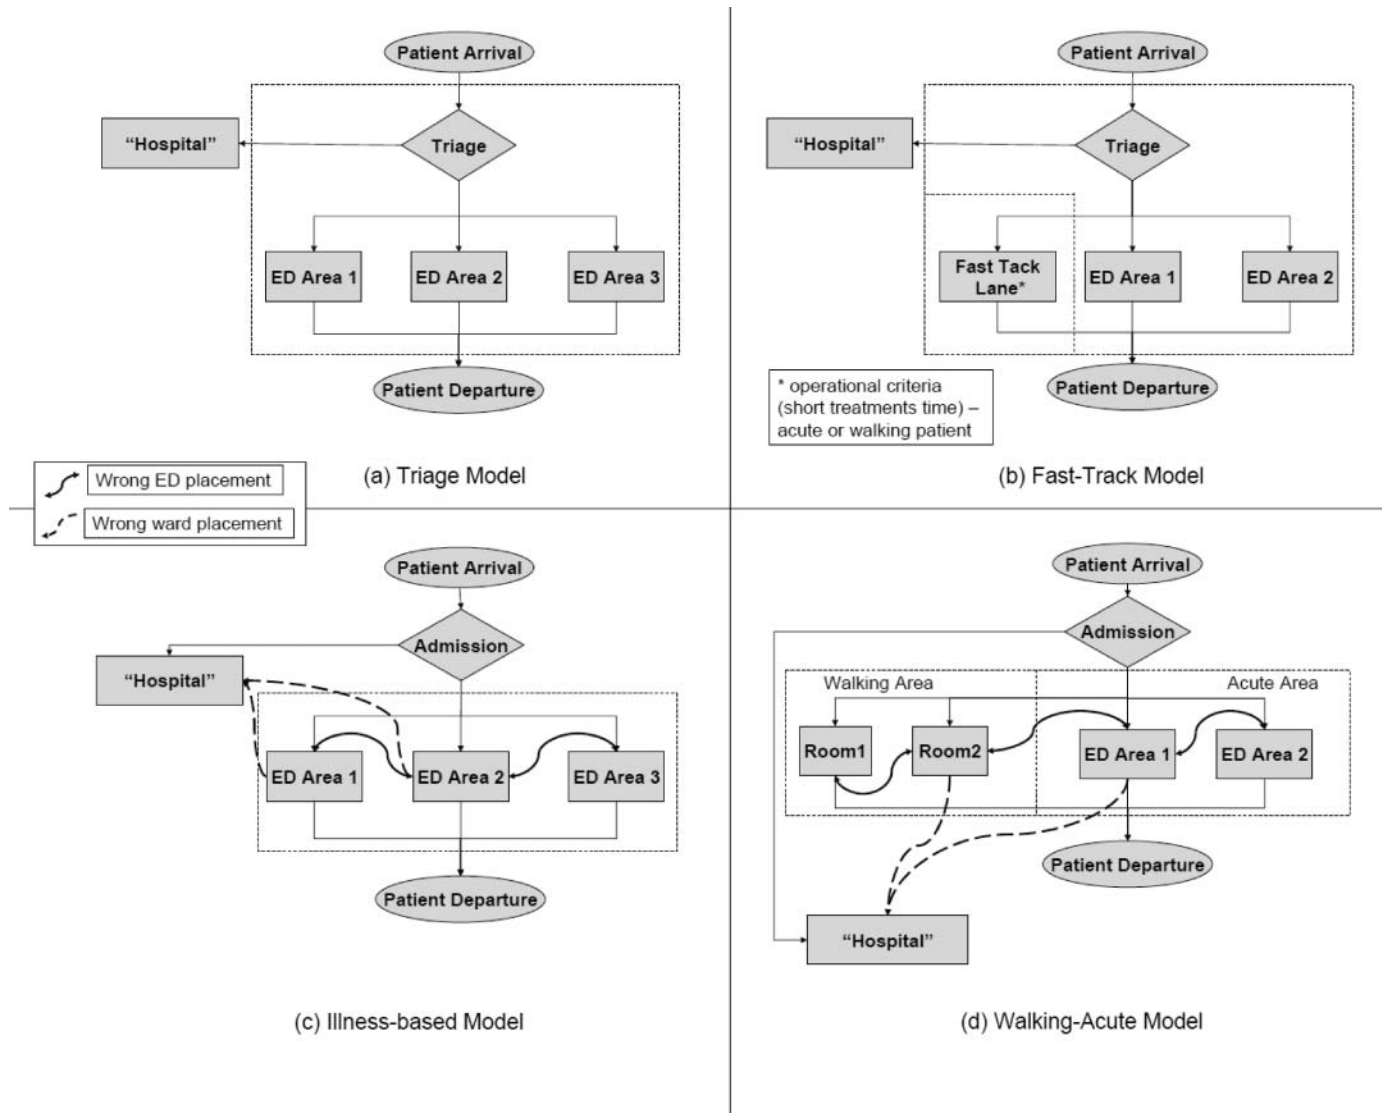 Patient Arrival
"Hospital"
Triage
ED Area 1
ED Area 2
ED Area 3
Patient Departure
(a) Triage Model
Patient Arrival
"Hospital"
Triage
Fast Tack
Lane*
ED Area 1
ED Area 2
* operational criteria
(short treatments time) –
acute or walking patient
Patient Departure
(b) Fast-Track Model
Wrong ED placement
Wrong ward placement
Patient Arrival
Admission
"Hospital"
ED Area 1
ED Area 2
ED Area 3
Patient Departure
(c) Illness-based Model
Patient Arrival
Admission
Walking Area
Acute Area
Room1
Room2
ED Area 1
ED Area 2
Patient Departure
"Hospital"
(d) Walking-Acute Model